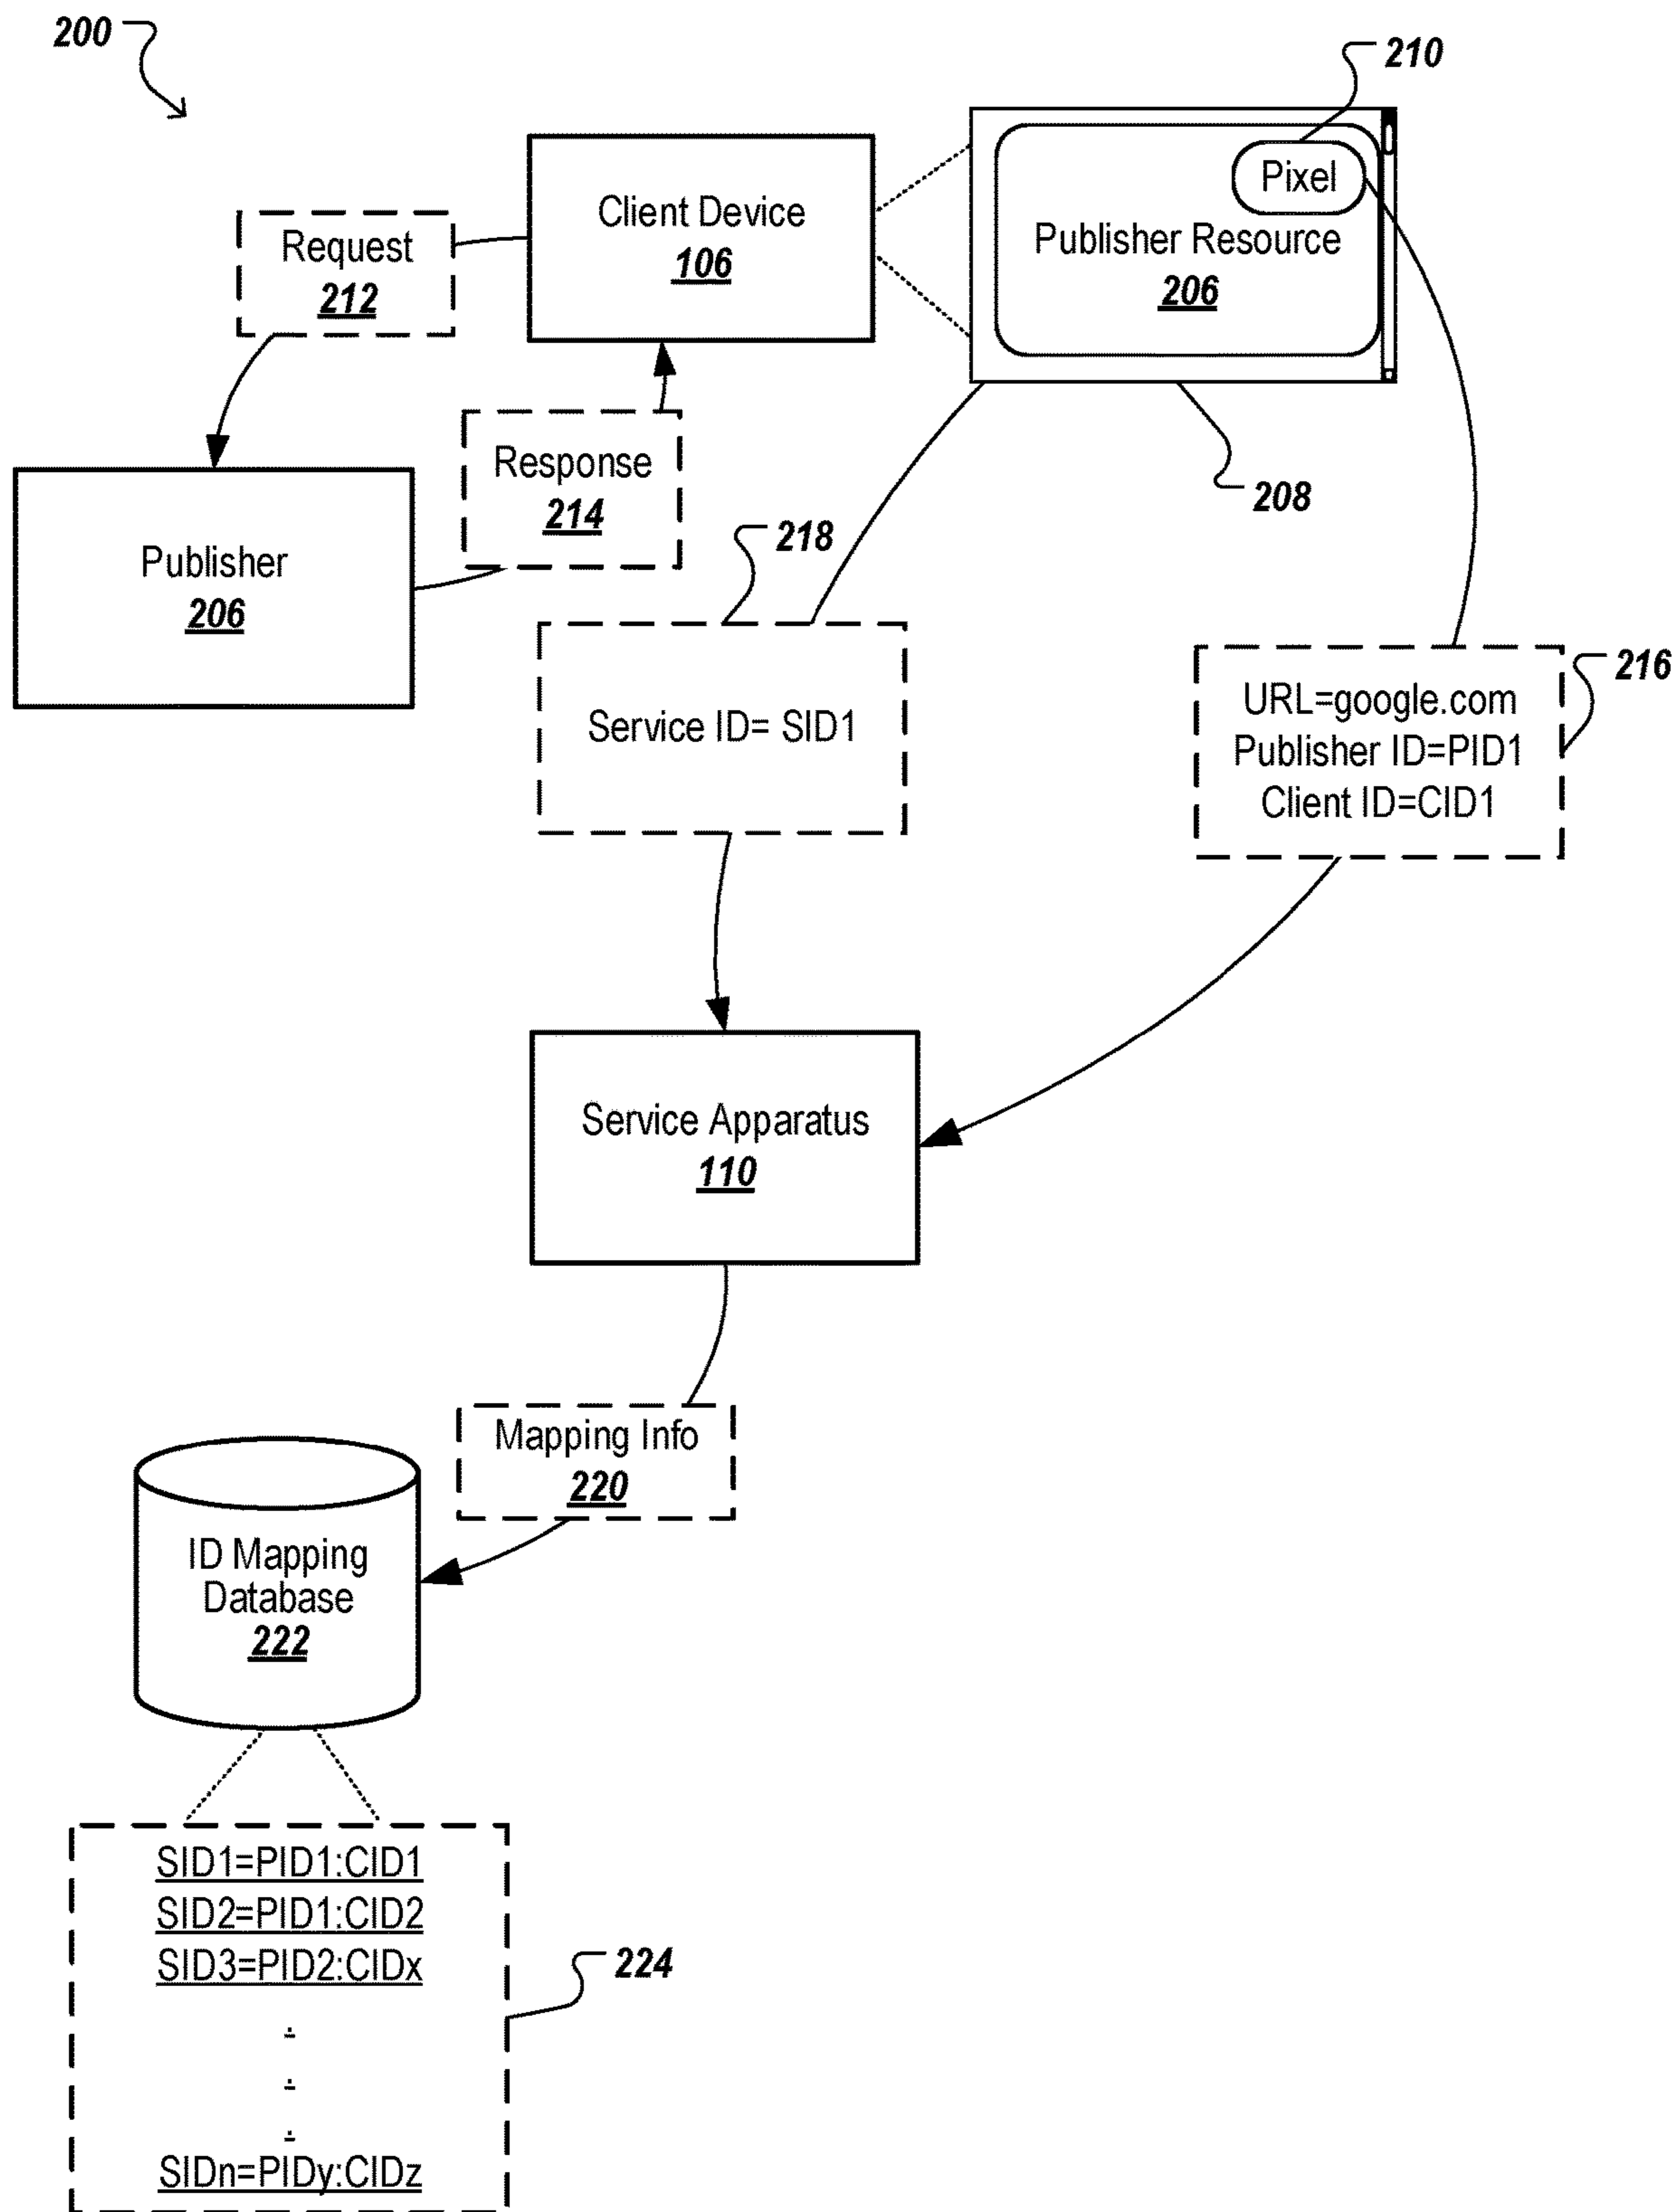 200
210
Pixel
Client Device
106
Publisher Resource
206
Request
212
Response
214
208
218
Publisher
206
216
URL=google.com
Publisher ID=PID1
Client ID=CID1
Service ID= SID1
Service Apparatus
110
Mapping Info
220
ID Mapping
Database
222
SID1=PID1:CID1
SID2=PID1:CID2
SID3=PID2:CIDx
.
.
.
SIDn=PIDy:CIDz
224